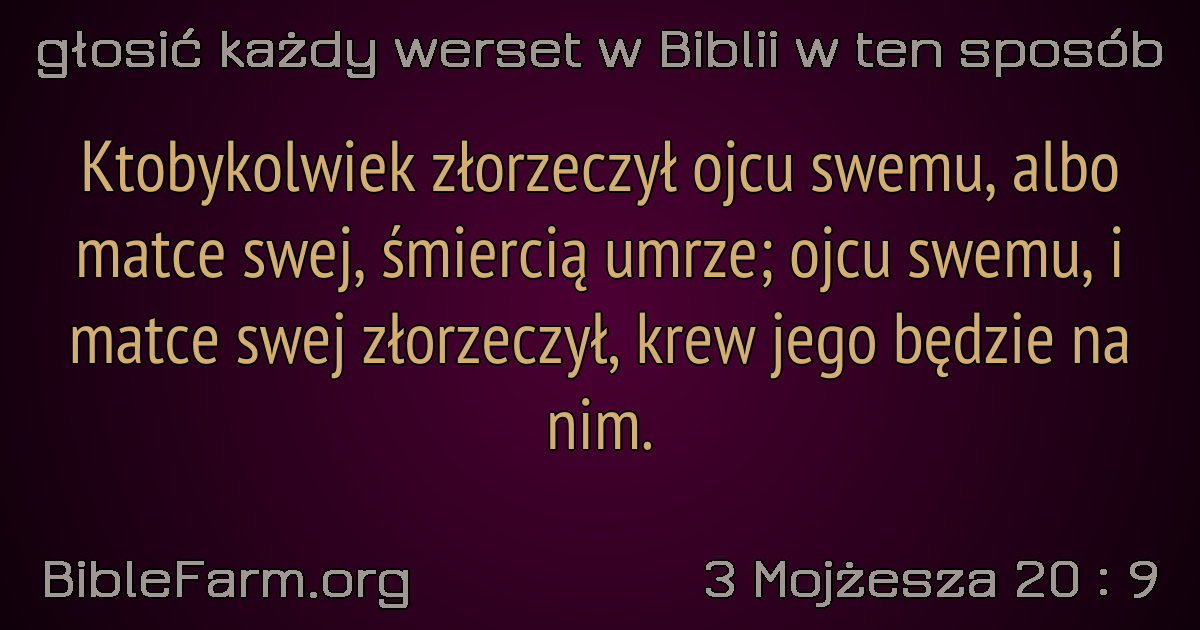 głosić każdy werset w Biblii w ten sposób
Ktobykolwiek złorzeczył ojcu swemu, albo
matce swej, śmiercią umrze; ojcu swemu, i
matce swej złorzeczył, krew jego będzie na
nim.
BibleFarm.org
3 Mojżesza 20 : 9